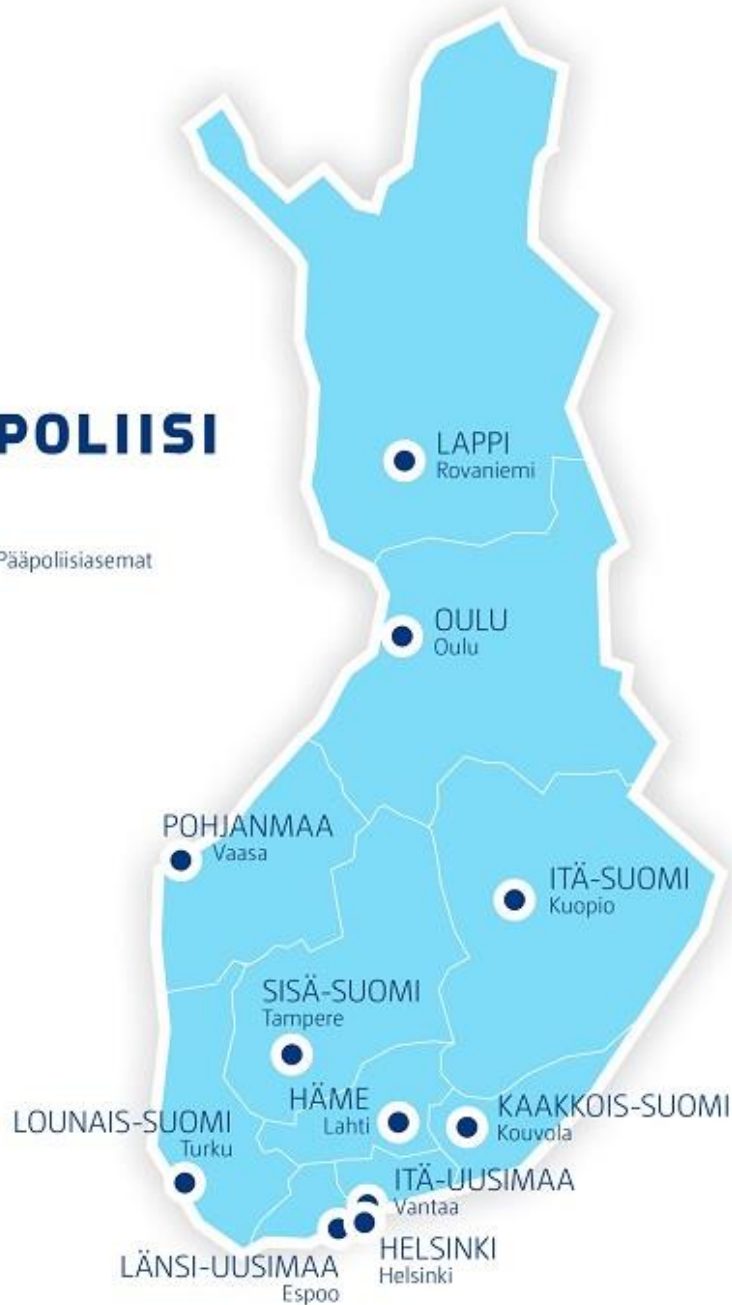 POLIISI
Pääpoliisiasemat
LAPPI
Rovaniemi
OULU
Oulu
POHJANMAA
Vaasa
ITÄ-SUOMI
Kuopio
SISÄ-SUOMI
Tampere
HÄME
Lahti
KAAKKOIS-SUOMI
Kouvola
LOUNAIS-SUOMI
Turku
ITÄ-UUSIMAA
Vantaa
HELSINKI
Helsinki
LÄNSI-UUSIMAA
Espoo